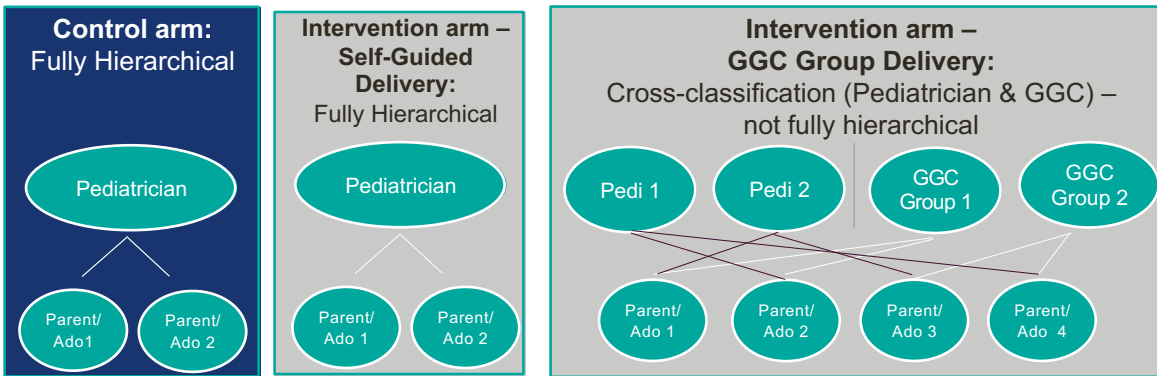 Control arm:
Fully Hierarchical
Pediatrician
Parent/
Ado1
Parent/
Ado 2
Intervention arm –
Self-Guided
Delivery:
Fully Hierarchical
Pediatrician
Parent/
Ado 1
Parent/
Ado 2
Intervention arm –
GGC Group Delivery:
Cross-classification (Pediatrician & GGC) –
not fully hierarchical
Pedi 1
Pedi 2
GGC
Group 1
GGC
Group 2
Parent/
Ado 1
Parent/
Ado 2
Parent/
Ado 3
Parent/
Ado 4